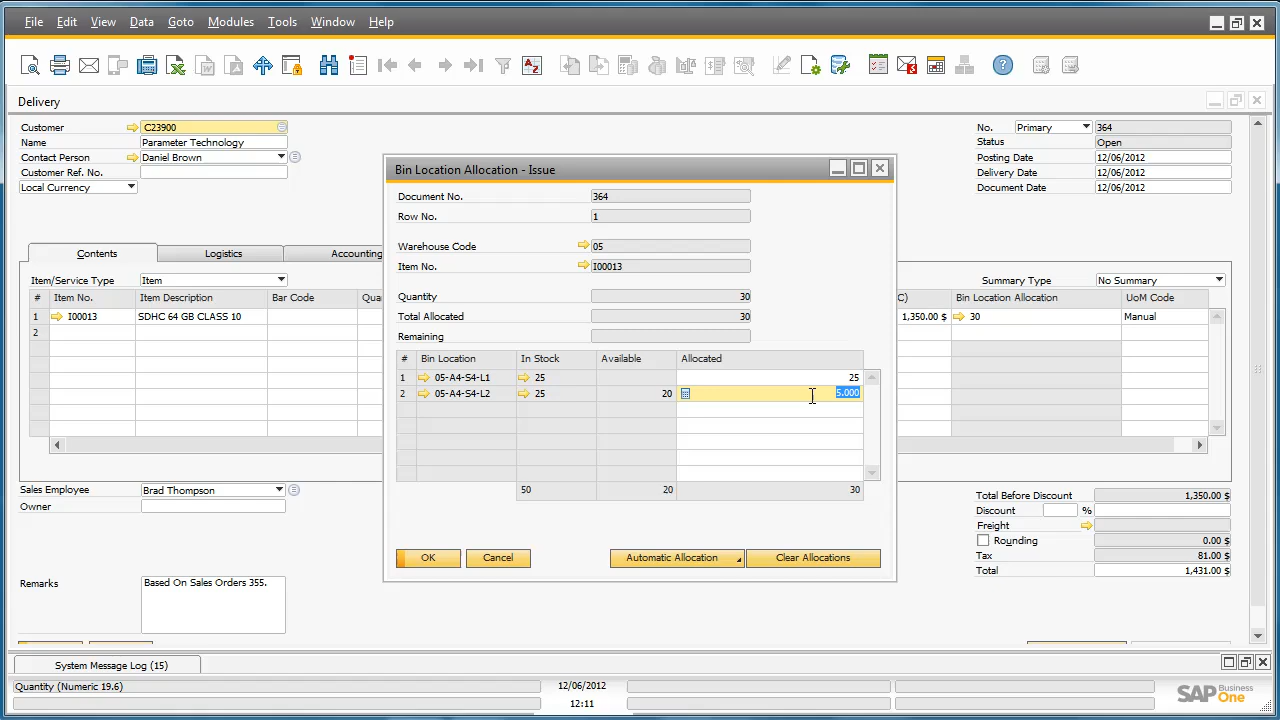 File Edit View Data Goto Modules Tools Window Help
Delivery
Customer C23900
Name Parameter Technology
Contact Person Daniel Brown
Customer Ref. No.
Local Currency
No. Primary 364
Status Open
Posting Date 12/06/2012
Delivery Date 12/06/2012
Document Date 12/06/2012
Contents Logistics Accounting
Item/Service Type Item
Summary Type No Summary
# Item No. Item Description Bar Code Qua C) Bin Location Allocation UoM Code
1 I00013 SDHC 64 GB CLASS 10 1,350.00 $ 30 Manual
2
Bin Location Allocation - Issue
Document No. 364
Row No. 1
Warehouse Code 05
Item No. I00013
Quantity 30
Total Allocated 30
Remaining
# Bin Location In Stock Available Allocated
1 05-A4-S4-L1 25 25
2 05-A4-S4-L2 25 20 5.000
50 20 30
OK Cancel Automatic Allocation Clear Allocations
Sales Employee Brad Thompson
Owner
Remarks Based On Sales Orders 355.
Total Before Discount 1,350.00 $
Discount %
Freight
Rounding 0.00 $
Tax 81.00 $
Total 1,431.00 $
System Message Log (15)
Quantity (Numeric 19.6) 12/06/2012
12:11
SAP Business One